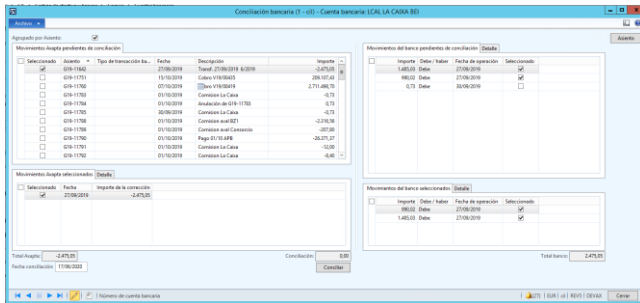 Conciliación bancaria (1 - cil) - Cuenta bancaria: LCAL LA CAIXA BEI
Archivo
Agrupado por Asiento:
Asiento
Movimientos Axapta pendientes de conciliación
Seleccionado Asiento Tipo de transacción ba... Fecha Descripción Importe
G19-11642 27/09/2019 Transf. 27/09/2019 6/2019 -2.475,05
G19-11751 15/10/2019 Cobro V19/00435 209.107,43
G19-11760 07/10/2019 bro V19/00419 2.711.488,70
G19-11783 01/10/2019 Comision La Caixa -0,73
G19-11784 01/10/2019 Anulación de G19-11783 0,73
G19-11785 30/09/2019 Comision La Caixa -0,73
G19-11788 01/10/2019 Comision aval BZ1
G19-11788 01/10/2019 Comision aval Consorcio
G19-11790 01/10/2019 Pago 01/10 APB -26.271,37
G19-11791 01/10/2019 Comision La Caixa -12,00
G19-11792 01/10/2019 Comision La Caixa -0,40
Movimientos del banco pendientes de conciliación Detalle
Importe Debe / haber Fecha de operación Seleccionado
1.485,03 Debe 27/09/2019
990,02 Debe 27/09/2019
0,73 Debe 30/09/2019
Movimientos Axapta seleccionados Detalle
Seleccionado Fecha Importe de la corrección
27/09/2019 -2.475,05
Movimientos del banco seleccionados Detalle
Importe Debe / haber Fecha de operación Seleccionado
990,02 Debe 27/09/2019
1.485,03 Debe 27/09/2019
Total Axapta: -2.475,05 Conciliación: 0,00 Total banco: 2.475,05
Fecha conciliación: 17/06/2020 Conciliar
Número de cuenta bancaria
EUR cil REVS DEVAX Cerrar